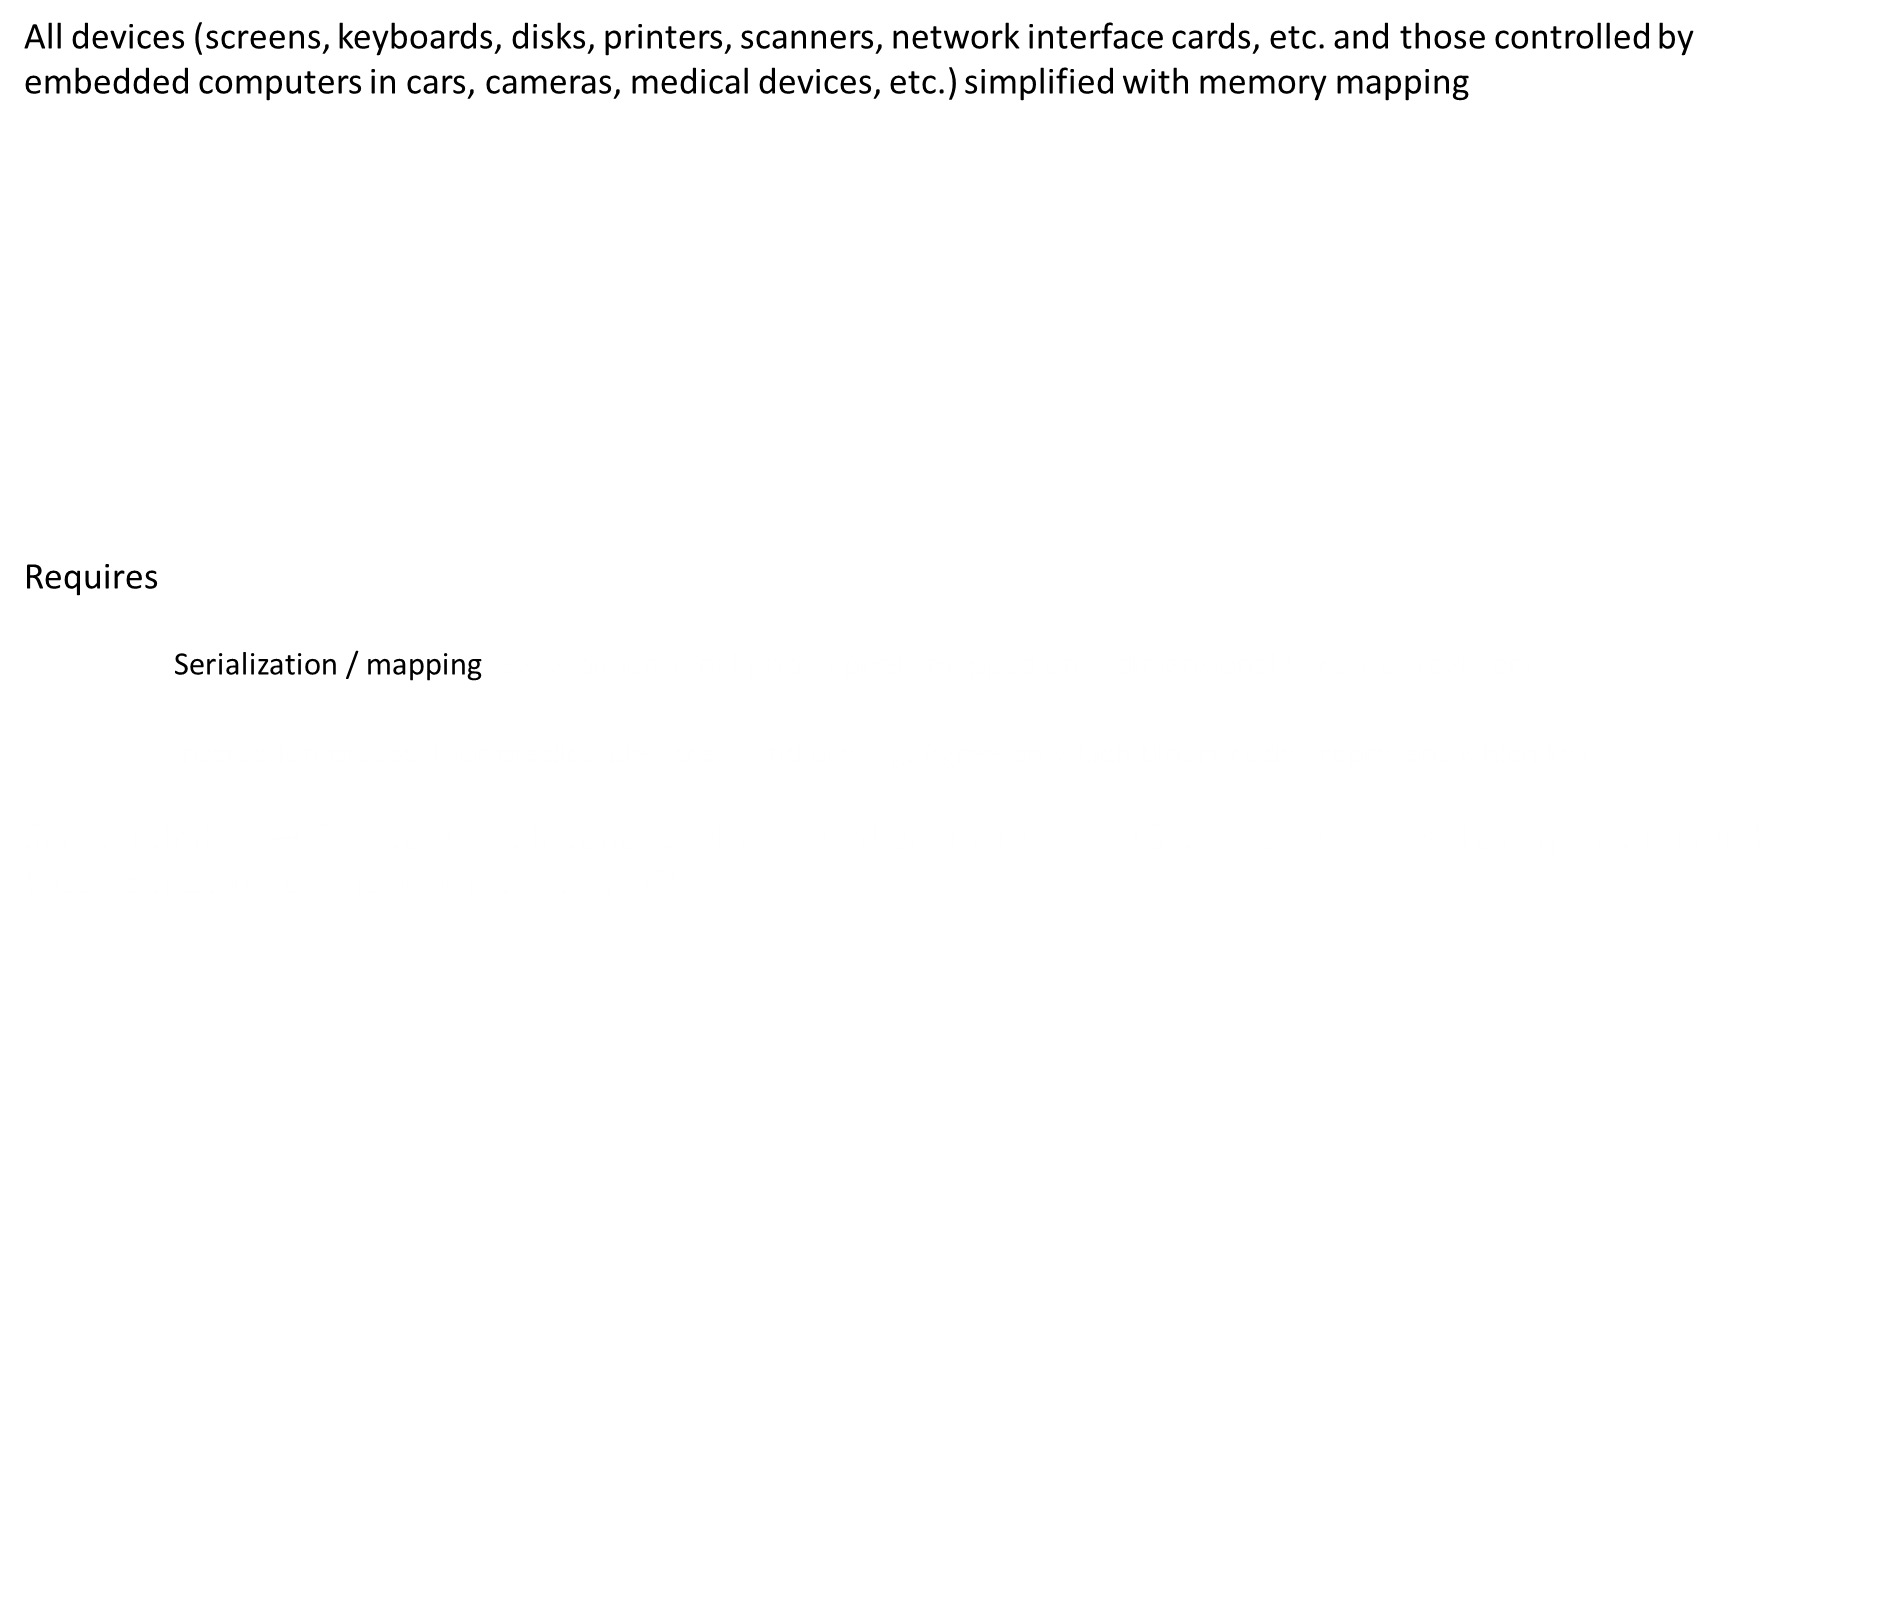 All devices (screens, keyboards, disks, printers, scanners, network interface cards, etc. and those controlled by
embedded computers in cars, cameras, medical devices, etc.) simplified with memory mapping
Requires
Serialization / mapping